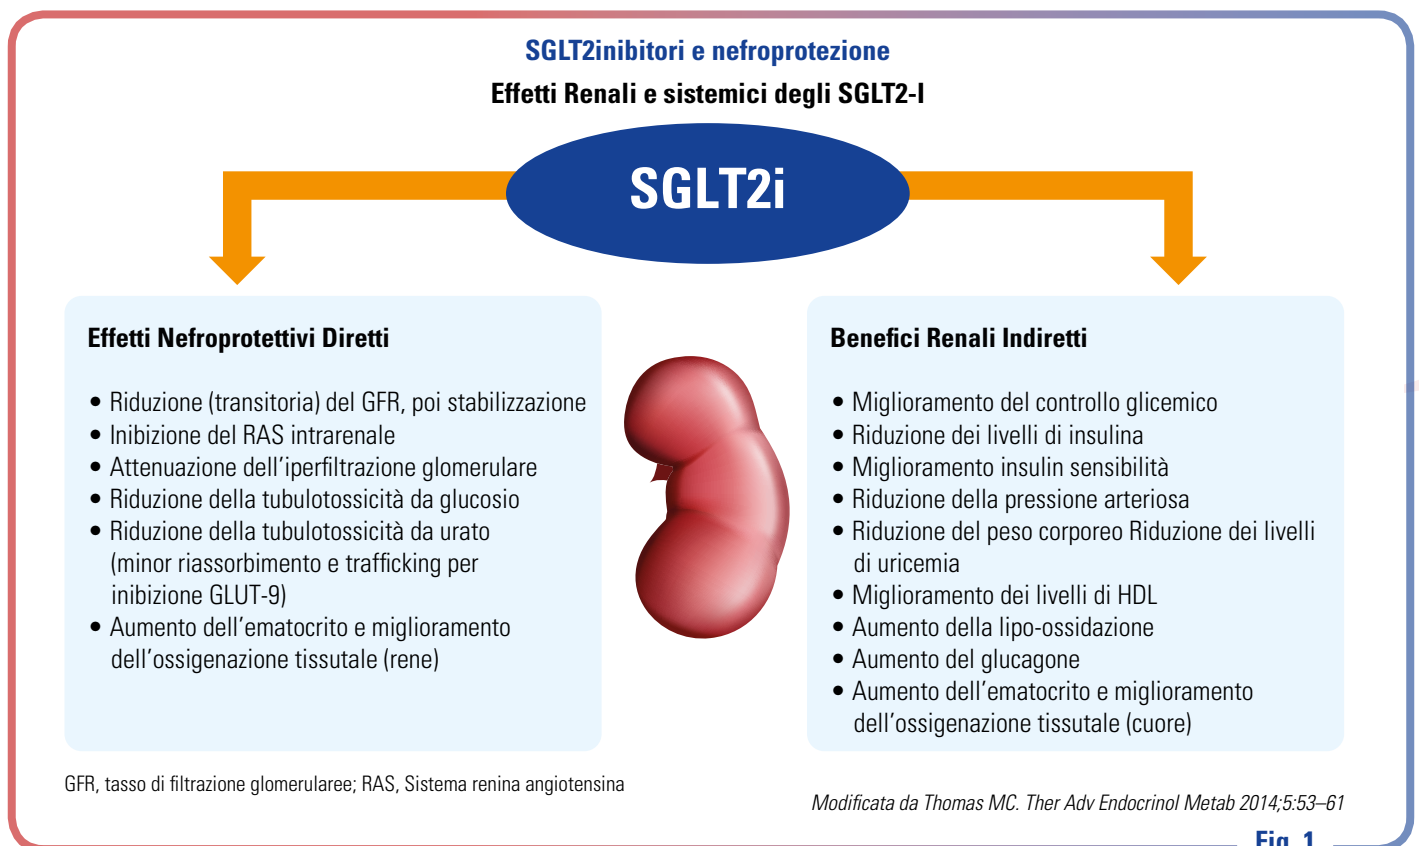 SGLT2inibitori e nefroprotezione
Effetti Renali e sistemici degli SGLT2-I
SGLT2i
Effetti Nefroprotettivi Diretti
• Riduzione (transitoria) del GFR, poi stabilizzazione
• Inibizione del RAS intrarenale
• Attenuazione dell'iperfiltrazione glomerulare
• Riduzione della tubulotossicità da glucosio
• Riduzione della tubulotossicità da urato
(minor riassorbimento e trafficking per
inibizione GLUT-9)
• Aumento dell'ematocrito e miglioramento
dell'ossigenazione tissutale (rene)
Benefici Renali Indiretti
• Miglioramento del controllo glicemico
• Riduzione dei livelli di insulina
• Miglioramento insulin sensibilità
• Riduzione della pressione arteriosa
• Riduzione del peso corporeo Riduzione dei livelli
di uricemia
• Miglioramento dei livelli di HDL
• Aumento della lipo-ossidazione
• Aumento del glucagone
• Aumento dell'ematocrito e miglioramento
dell'ossigenazione tissutale (cuore)
GFR, tasso di filtrazione glomerularee; RAS, Sistema renina angiotensina
Modificata da Thomas MC. Ther Adv Endocrinol Metab 2014;5:53–61
Fig. 1